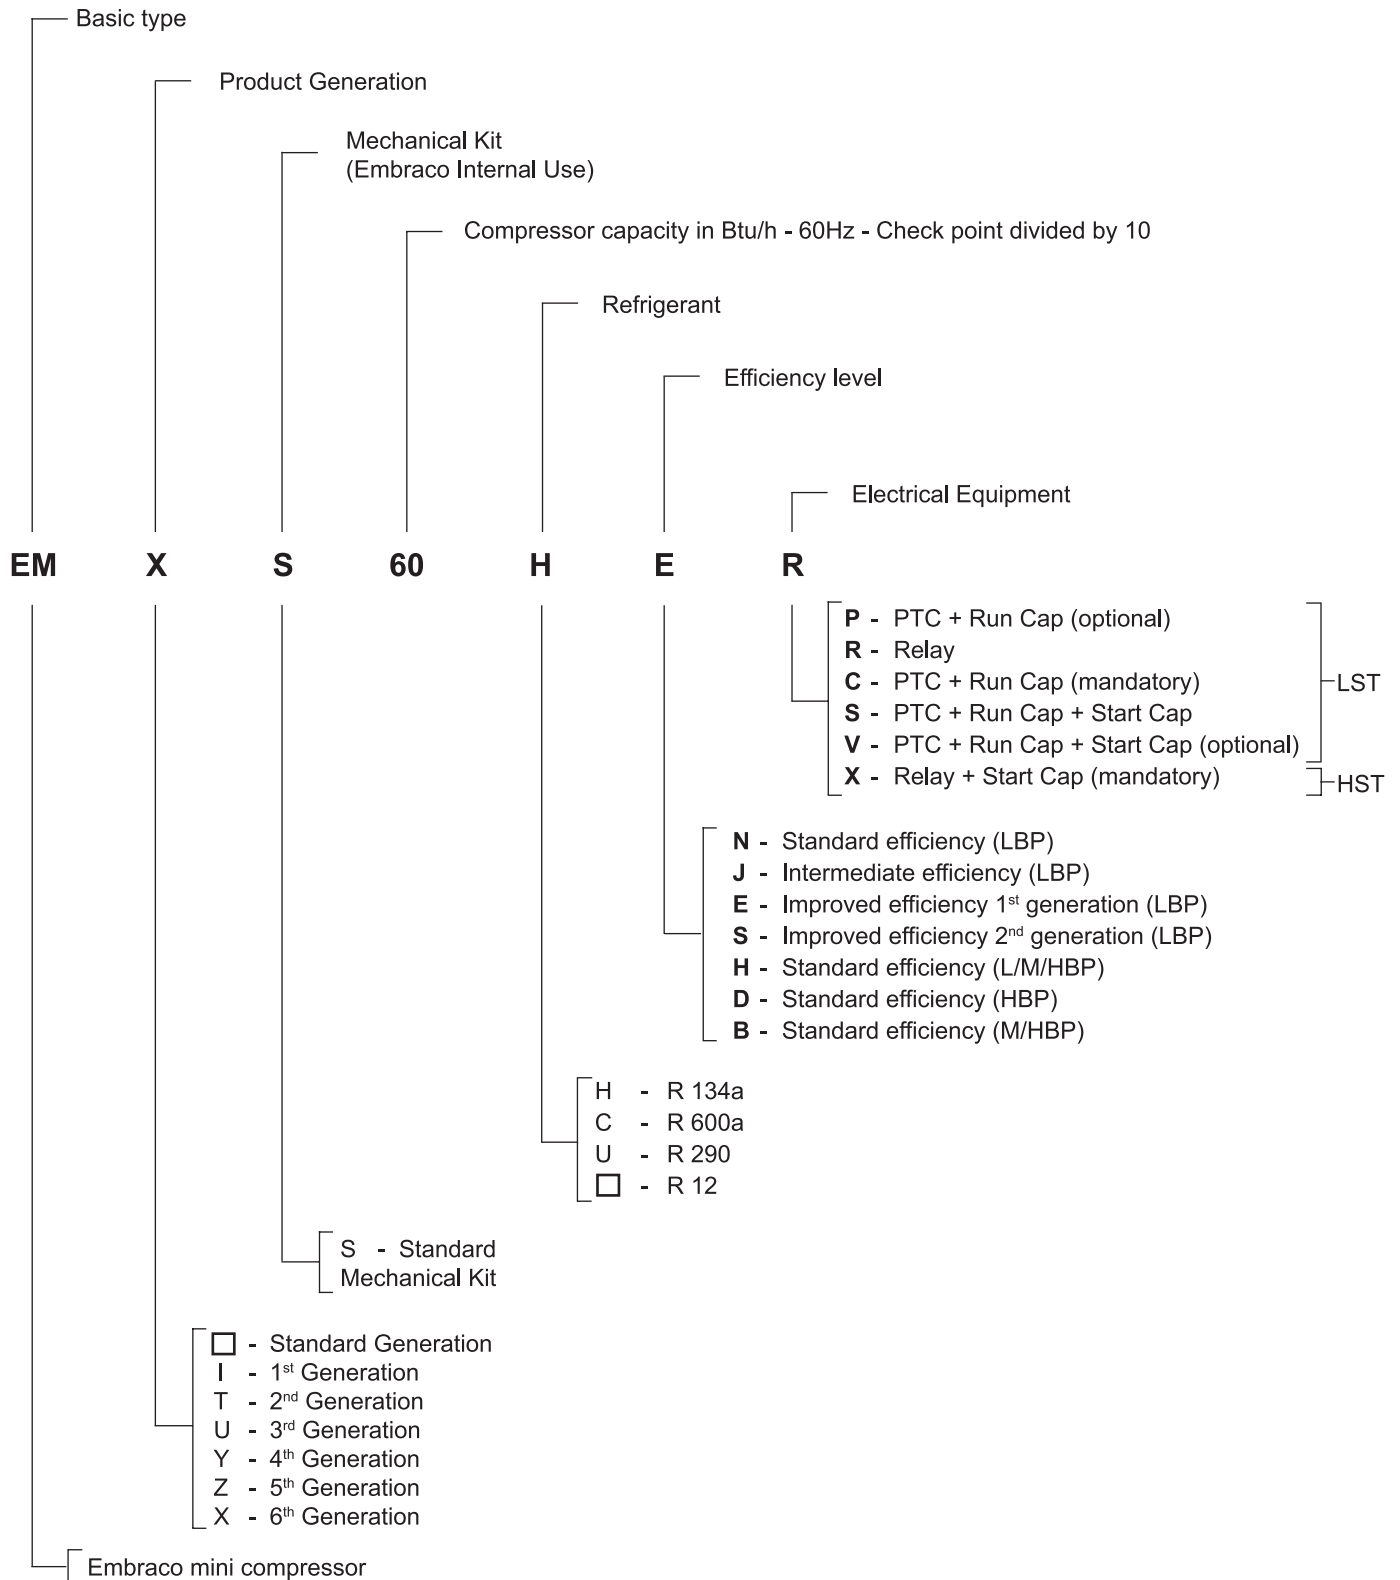 Basic type
Product Generation
Mechanical Kit
(Embraco Internal Use)
Compressor capacity in Btu/h - 60Hz - Check point divided by 10
Refrigerant
Efficiency level
Electrical Equipment
EM X S 60 H E R
P - PTC + Run Cap (optional)
R - Relay
C - PTC + Run Cap (mandatory)
S - PTC + Run Cap + Start Cap
V - PTC + Run Cap + Start Cap (optional)
LST
X - Relay + Start Cap (mandatory)
HST
N - Standard efficiency (LBP)
J - Intermediate efficiency (LBP)
E - Improved efficiency 1st generation (LBP)
S - Improved efficiency 2nd generation (LBP)
H - Standard efficiency (L/M/HBP)
D - Standard efficiency (HBP)
B - Standard efficiency (M/HBP)
H - R 134a
C - R 600a
U - R 290
□ - R 12
S - Standard
Mechanical Kit
□ - Standard Generation
I - 1st Generation
T - 2nd Generation
U - 3rd Generation
Y - 4th Generation
Z - 5th Generation
X - 6th Generation
Embraco mini compressor